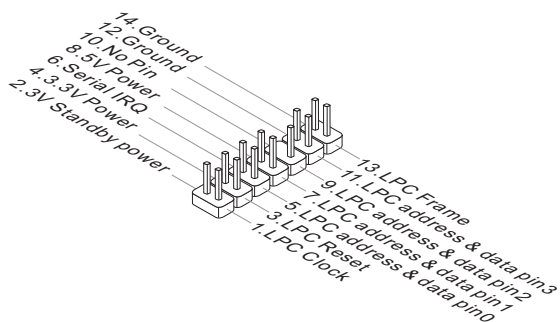 14.Ground
12.Ground
10.No Pin
8.5V Power
6.Serial IRQ
4.3.3V Power
2.3V Standby power
13.LPC Frame
11.LPC address & data pin3
9.LPC address & data pin2
7.LPC address & data pin1
5.LPC address & data pin0
3.LPC Reset
1.LPC Clock